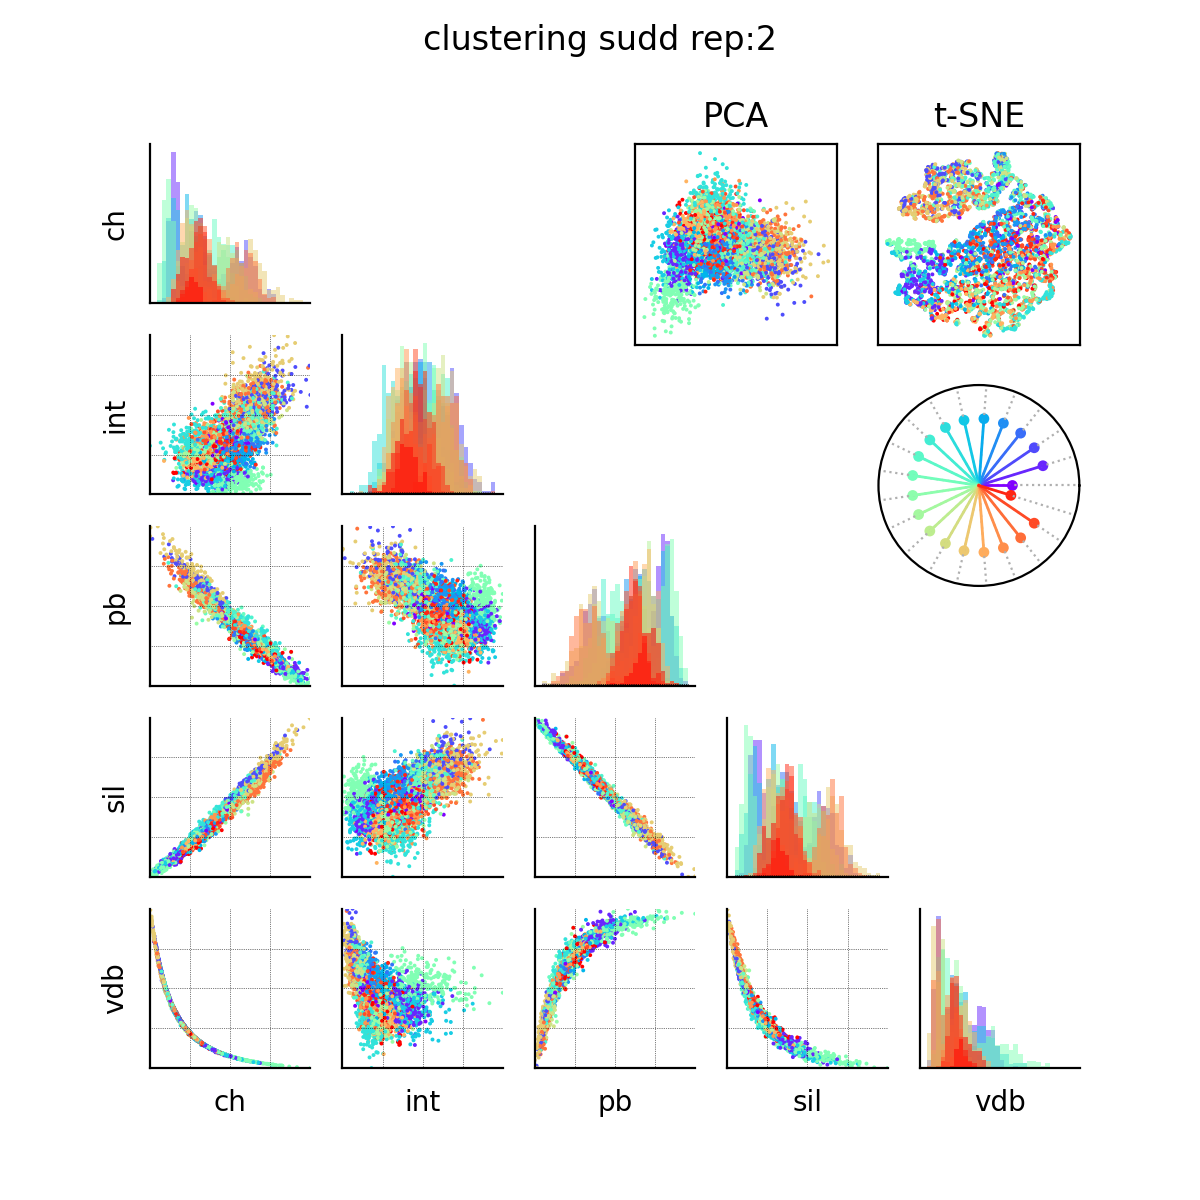 clustering sudd rep:2
PCA
t-SNE
ch
int
pb
sil
vdb
ch
int
pb
sil
vdb